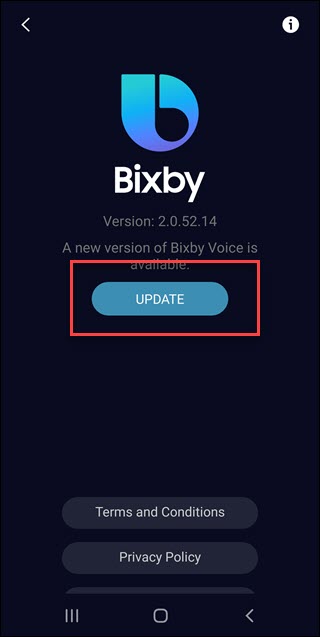 Bixby
Version: 2.0.52.14
A new version of Bixby Voice is
available.
UPDATE
Terms and Conditions
Privacy Policy